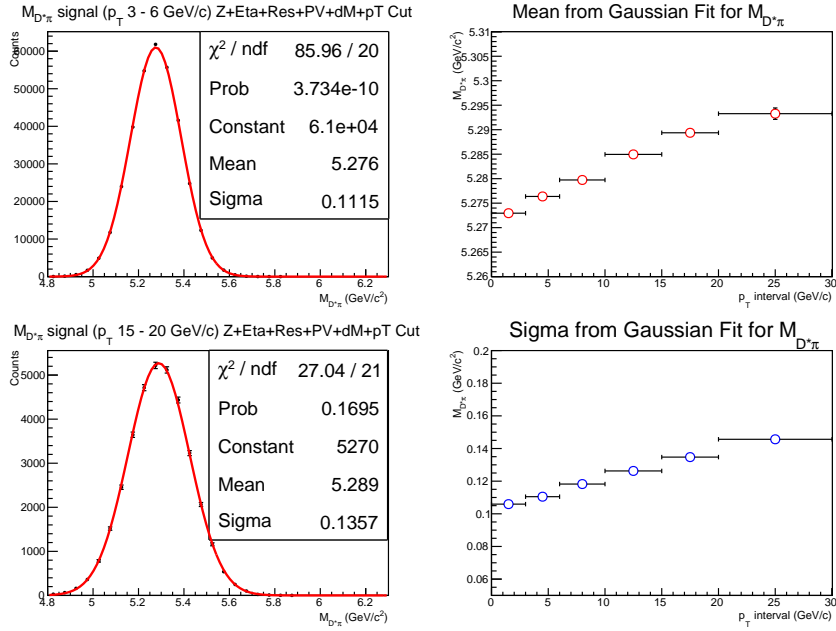 M_{D*π} signal (p_T 3 - 6 GeV/c) Z+Eta+Res+PV+dM+pT Cut
Counts
60000
50000
40000
30000
20000
10000
0
χ² / ndf 85.96 / 20
Prob 3.734e-10
Constant 6.1e+04
Mean 5.276
Sigma 0.1115
4.8 5 5.2 5.4 5.6 5.8 6 6.2
M_{D*π} (GeV/c²)
Mean from Gaussian Fit for M_{D*π}
M_{D*π} (GeV/c²)
5.31
5.305
5.3
5.295
5.29
5.285
5.28
5.275
5.27
5.265
5.26
0 5 10 15 20 25 30
p_T interval (GeV/c)
M_{D*π} signal (p_T 15 - 20 GeV/c) Z+Eta+Res+PV+dM+pT Cut
Counts
5000
4000
3000
2000
1000
0
χ² / ndf 27.04 / 21
Prob 0.1695
Constant 5270
Mean 5.289
Sigma 0.1357
4.8 5 5.2 5.4 5.6 5.8 6 6.2
M_{D*π} (GeV/c²)
Sigma from Gaussian Fit for M_{D*π}
M_{D*π} (GeV/c²)
0.2
0.18
0.16
0.14
0.12
0.1
0.08
0.06
0 5 10 15 20 25 30
p_T interval (GeV/c)